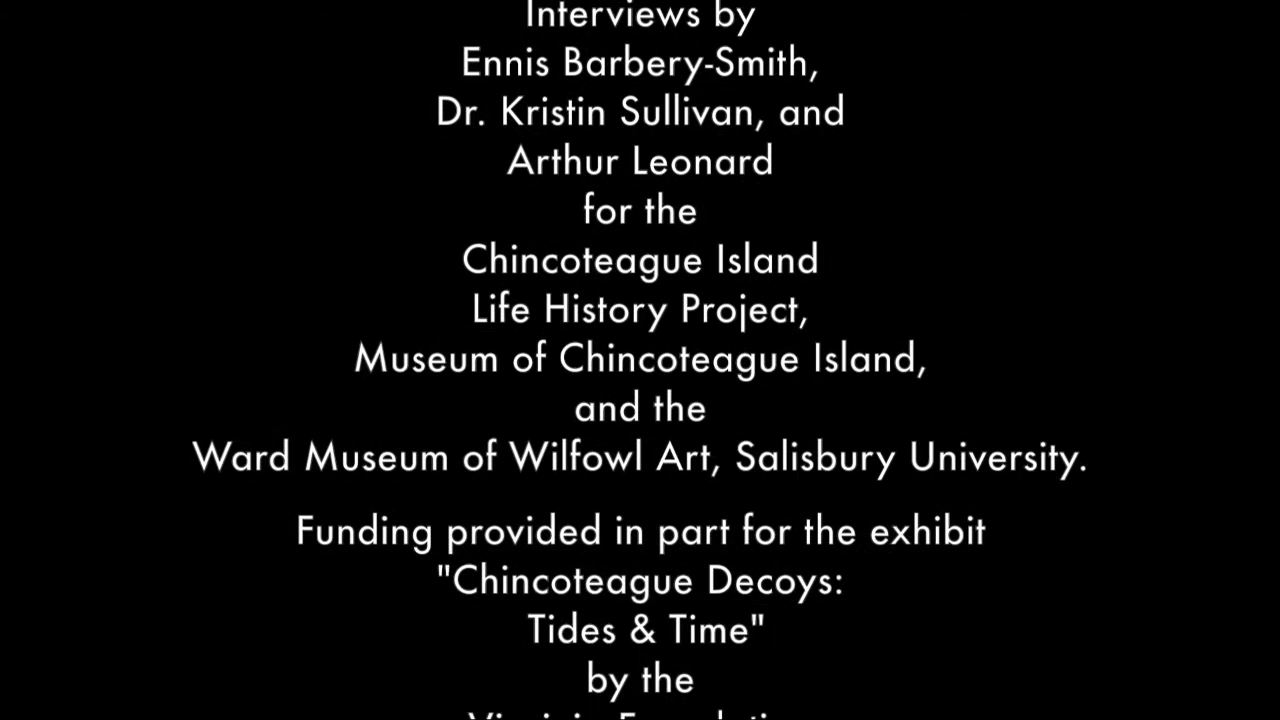 Interviews by
Ennis Barbery-Smith,
Dr. Kristin Sullivan, and
Arthur Leonard
for the
Chincoteague Island
Life History Project,
Museum of Chincoteague Island,
and the
Ward Museum of Wilfowl Art, Salisbury University.
Funding provided in part for the exhibit
"Chincoteague Decoys:
Tides & Time"
by the